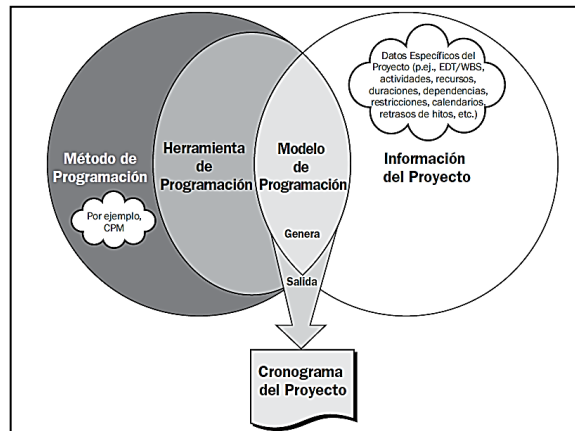 Datos Específicos del
Proyecto (p.ej., EDT/WBS,
actividades, recursos,
duraciones, dependencias,
restricciones, calendarios,
retrasos de hitos, etc.)
Método de
Programación
Por ejemplo,
CPM
Herramienta
de
Programación
Modelo
de
Programación
Información
del Proyecto
Genera
Salida
Cronograma
del Proyecto